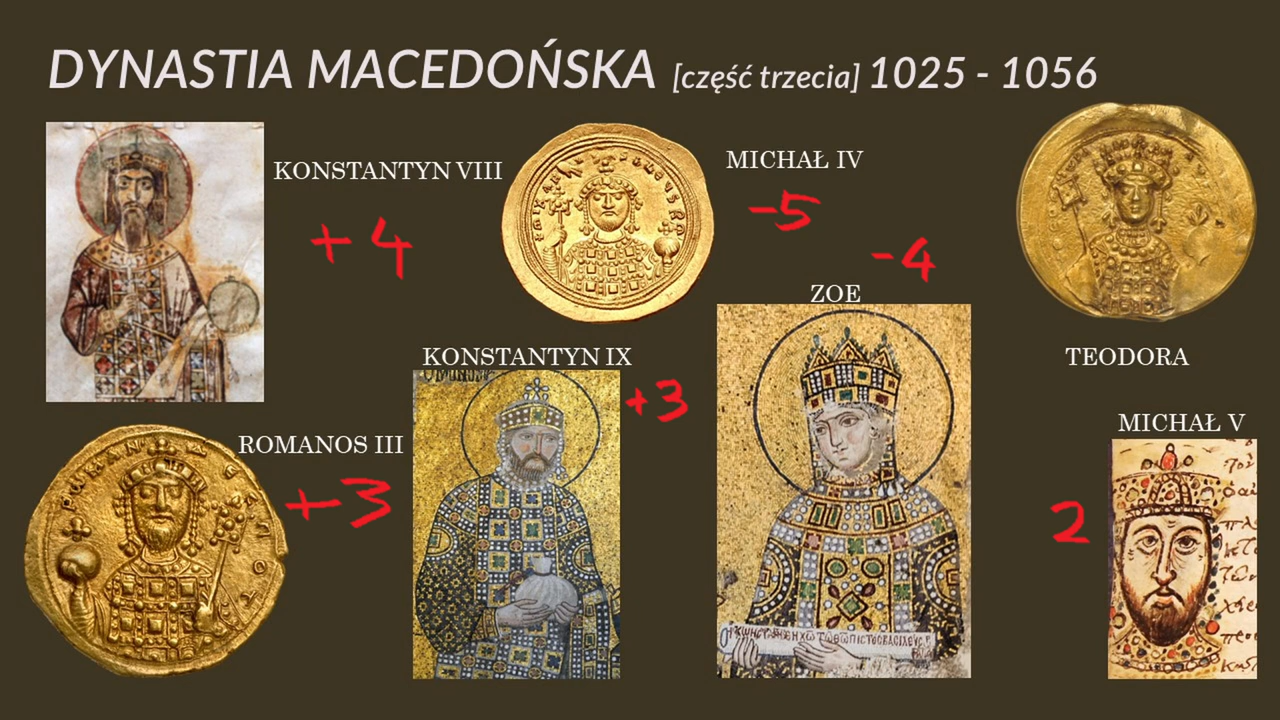 DYNASTIA MACEDOŃSKA [część trzecia] 1025 - 1056
KONSTANTYN VIII
+4
MICHAŁ IV
-5
-4
ZOE
TEODORA
KONSTANTYN IX
+3
MICHAŁ V
2
ROMANOS III
+3